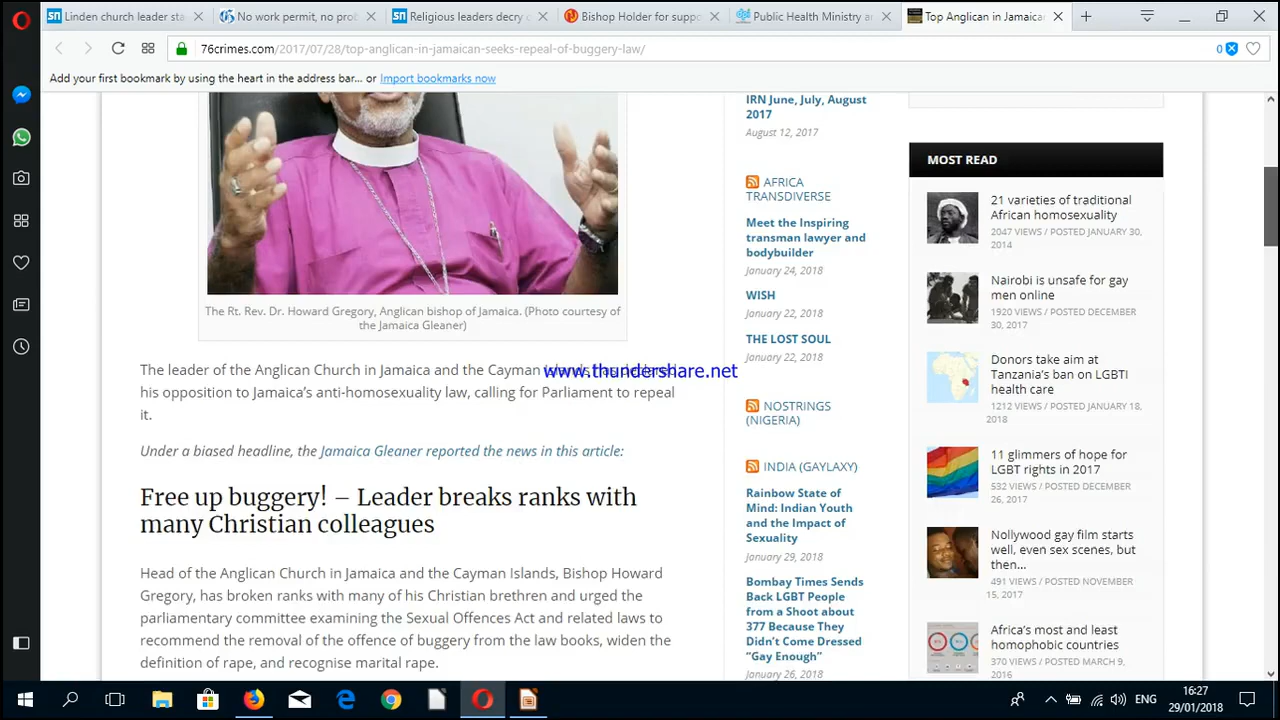 Linden church leader sta
No work permit, no prob
Religious leaders decry c
Bishop Holder for suppo
Public Health Ministry an
Top Anglican in Jamaica
76crimes.com/2017/07/28/top-anglican-in-jamaican-seeks-repeal-of-buggery-law/
0
Add your first bookmark by using the heart in the address bar... or Import bookmarks now
The Rt. Rev. Dr. Howard Gregory, Anglican bishop of Jamaica. (Photo courtesy of
the Jamaica Gleaner)
The leader of the Anglican Church in Jamaica and the Cayman
www.thundershare.net
his opposition to Jamaica's anti-homosexuality law, calling for Parliament to repeal
it.
Under a biased headline, the Jamaica Gleaner reported the news in this article:
Free up buggery! – Leader breaks ranks with
many Christian colleagues
Head of the Anglican Church in Jamaica and the Cayman Islands, Bishop Howard
Gregory, has broken ranks with many of his Christian brethren and urged the
parliamentary committee examining the Sexual Offences Act and related laws to
recommend the removal of the offence of buggery from the law books, widen the
definition of rape, and recognise marital rape.
IRN June, July, August
2017
August 12, 2017
AFRICA
TRANSDIVERSE
Meet the Inspiring
transman lawyer and
bodybuilder
January 24, 2018
WISH
January 22, 2018
THE LOST SOUL
January 22, 2018
NOSTRINGS
(NIGERIA)
INDIA (GAYLAXY)
Rainbow State of
Mind: Indian Youth
and the Impact of
Sexuality
January 29, 2018
Bombay Times Sends
Back LGBT People
from a Shoot about
377 Because They
Didn't Come Dressed
"Gay Enough"
January 26, 2018
MOST READ
21 varieties of traditional
African homosexuality
2047 VIEWS / POSTED JANUARY 30,
2014
Nairobi is unsafe for gay
men online
1920 VIEWS / POSTED DECEMBER
30, 2017
Donors take aim at
Tanzania's ban on LGBTI
health care
1212 VIEWS / POSTED JANUARY 18,
2018
11 glimmers of hope for
LGBT rights in 2017
532 VIEWS / POSTED DECEMBER
26, 2017
Nollywood gay film starts
well, even sex scenes, but
then...
491 VIEWS / POSTED NOVEMBER
15, 2017
Africa's most and least
homophobic countries
370 VIEWS / POSTED MARCH 9,
2016
ENG
16:27
29/01/2018